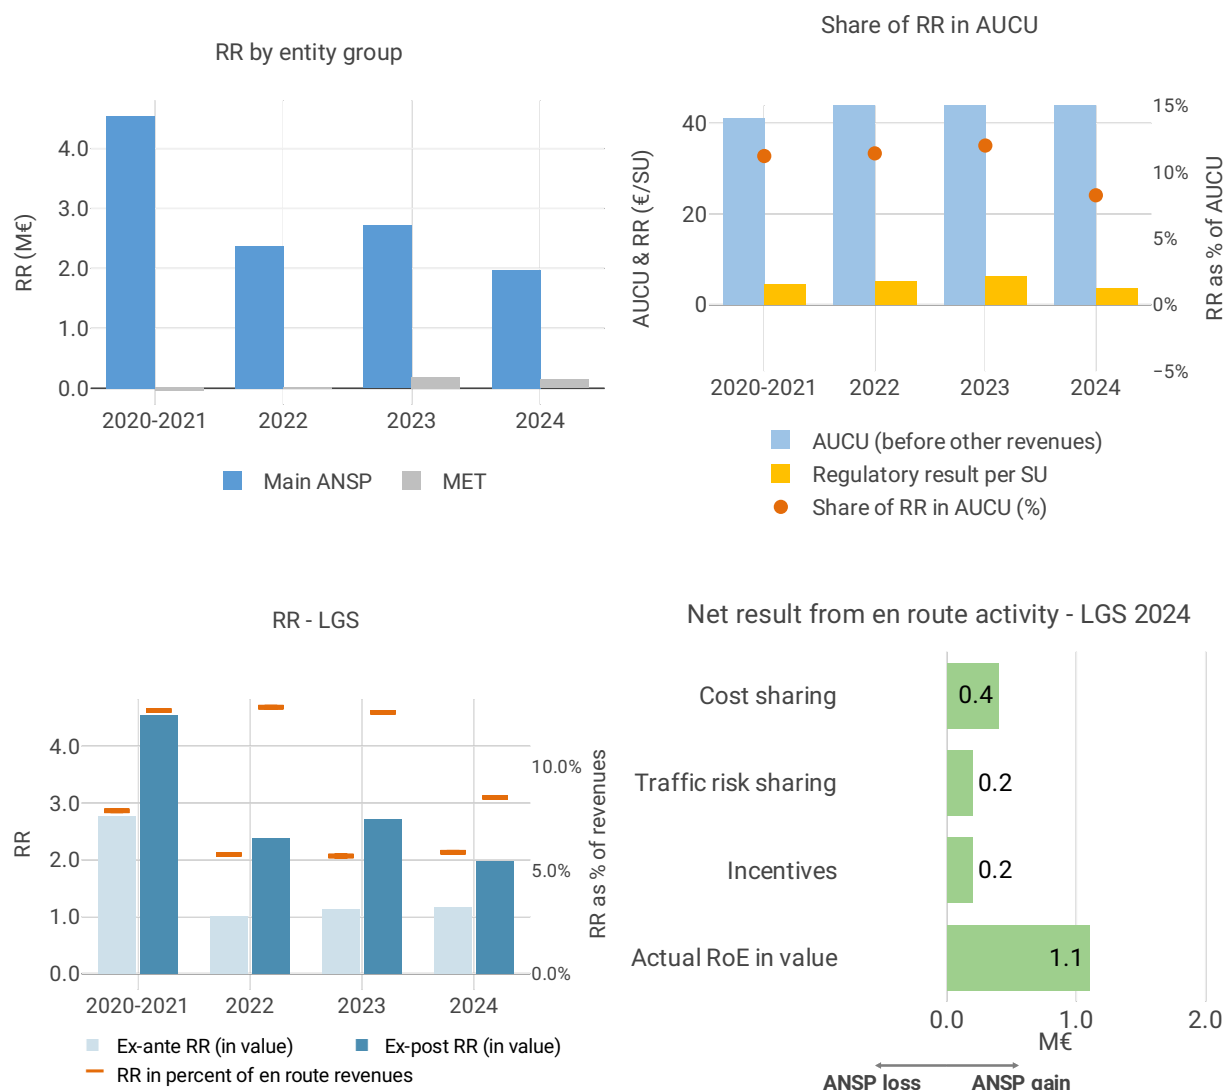 RR by entity group
RR (M€)
4.0
3.0
2.0
1.0
0.0
2020-2021
2022
2023
2024
Main ANSP
MET
Share of RR in AUCU
AUCU & RR (€/SU)
40
20
0
15%
10%
5%
0%
−5%
RR as % of AUCU
2020-2021
2022
2023
2024
AUCU (before other revenues)
Regulatory result per SU
Share of RR in AUCU (%)
RR - LGS
RR
4.0
3.0
2.0
1.0
0.0
10.0%
5.0%
0.0%
RR as % of revenues
2020-2021
2022
2023
2024
Ex-ante RR (in value)
Ex-post RR (in value)
RR in percent of en route revenues
Net result from en route activity - LGS 2024
Cost sharing
0.4
Traffic risk sharing
0.2
Incentives
0.2
Actual RoE in value
1.1
0.0
1.0
2.0
M€
ANSP loss
ANSP gain